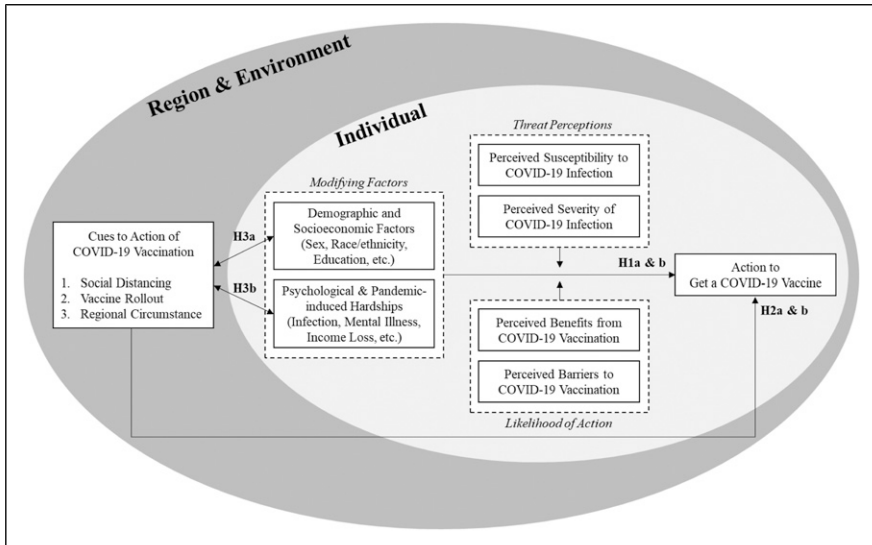 Region & Environment
Individual
Threat Perceptions
Perceived Susceptibility to
COVID-19 Infection
Perceived Severity of
COVID-19 Infection
Modifying Factors
Demographic and
Socioeconomic Factors
(Sex, Race/ethnicity,
Education, etc.)
Psychological & Pandemic-
induced Hardships
(Infection, Mental Illness,
Income Loss, etc.)
Cues to Action of
COVID-19 Vaccination
1. Social Distancing
2. Vaccine Rollout
3. Regional Circumstance
H3a
H3b
H1a & b
Action to
Get a COVID-19 Vaccine
H2a & b
Perceived Benefits from
COVID-19 Vaccination
Perceived Barriers to
COVID-19 Vaccination
Likelihood of Action